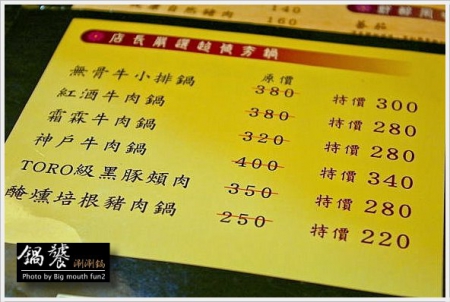 140
160
店長嚴選超值夯鍋
原價
無骨牛小排鍋 380 特價 300
紅酒牛肉鍋 380 特價 280
霜霖牛肉鍋 320 特價 280
神戶牛肉鍋 400 特價 340
TORO級黑豚頰肉 350 特價 280
醃燻培根豬肉鍋 250 特價 220
鍋饕 涮涮鍋
Photo by Big mouth fun2